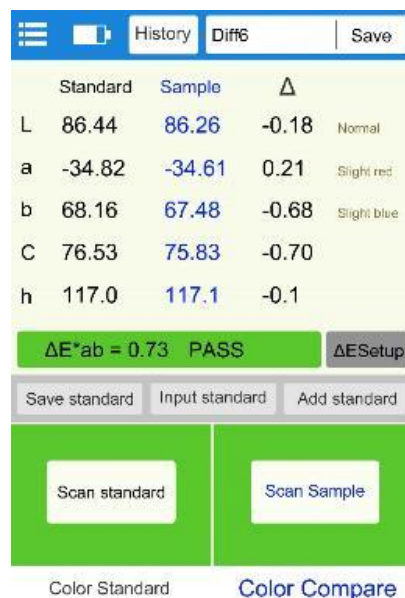 History Diff6 Save
Standard Sample Δ
L 86.44 86.26 -0.18 Normal
a -34.82 -34.61 0.21 Slight red
b 68.16 67.48 -0.68 Slight blue
C 76.53 75.83 -0.70
h 117.0 117.1 -0.1
ΔE*ab = 0.73 PASS ΔESetup
Save standard Input standard Add standard
Scan standard Scan Sample
Color Standard Color Compare